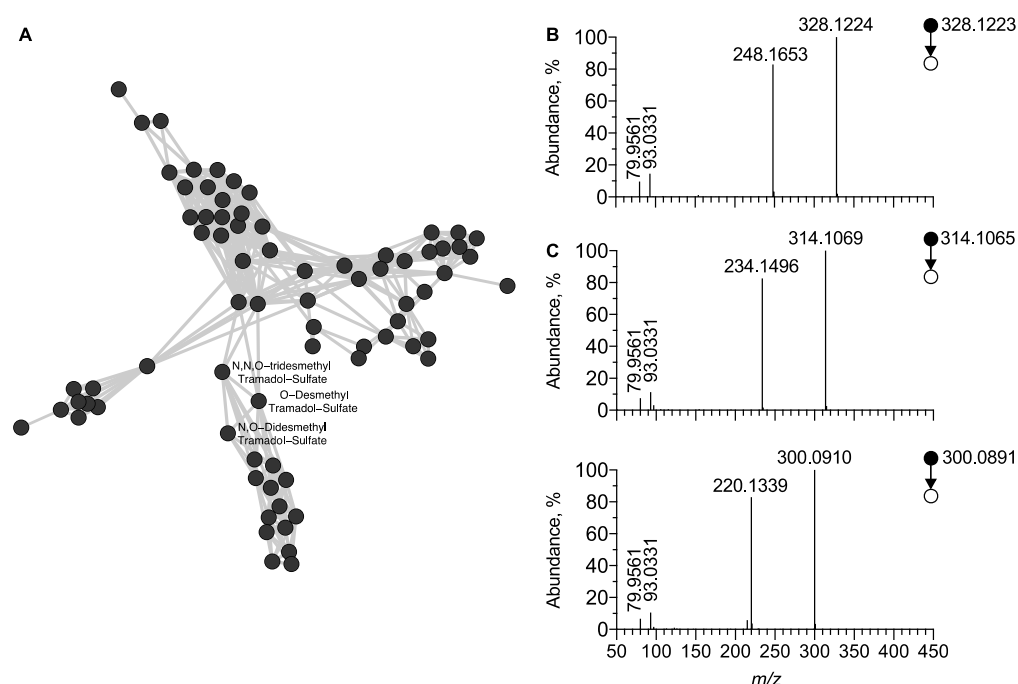 A
N,N,O–tridesmethyl
Tramadol–Sulfate
O–Desmethyl
Tramadol–Sulfate
N,O–Didesmethyl
Tramadol–Sulfate
B
328.1224
328.1223
248.1653
79.9561
93.0331
Abundance, %
100
80
60
40
20
0
C
314.1069
314.1065
234.1496
79.9561
93.0331
Abundance, %
100
80
60
40
20
0
300.0910
300.0891
220.1339
79.9561
93.0331
Abundance, %
100
80
60
40
20
0
50 100 150 200 250 300 350 400 450
m/z